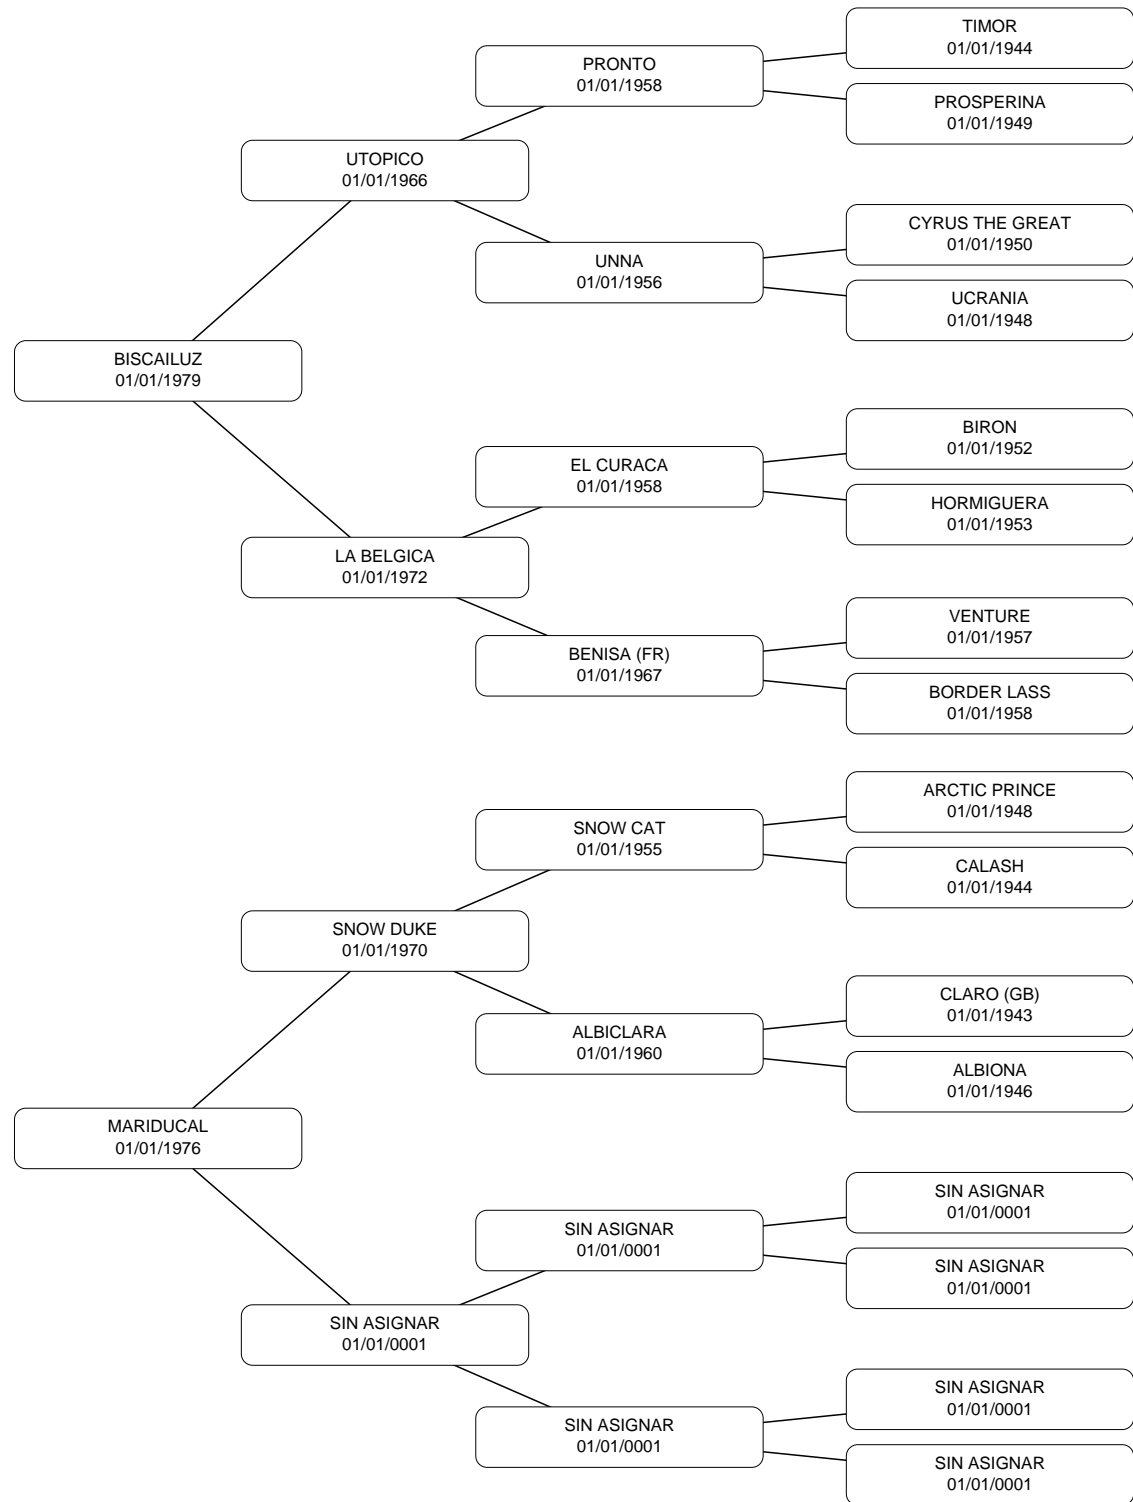 TIMOR
01/01/1944
PRONTO
01/01/1958
PROSPERINA
01/01/1949
UTOPICO
01/01/1966
CYRUS THE GREAT
01/01/1950
UNNA
01/01/1956
UCRANIA
01/01/1948
BISCAILUZ
01/01/1979
BIRON
01/01/1952
EL CURACA
01/01/1958
HORMIGUERA
01/01/1953
LA BELGICA
01/01/1972
VENTURE
01/01/1957
BENISA (FR)
01/01/1967
BORDER LASS
01/01/1958
ARCTIC PRINCE
01/01/1948
SNOW CAT
01/01/1955
CALASH
01/01/1944
SNOW DUKE
01/01/1970
CLARO (GB)
01/01/1943
ALBICLARA
01/01/1960
ALBIONA
01/01/1946
MARIDUCAL
01/01/1976
SIN ASIGNAR
01/01/0001
SIN ASIGNAR
01/01/0001
SIN ASIGNAR
01/01/0001
SIN ASIGNAR
01/01/0001
SIN ASIGNAR
01/01/0001
SIN ASIGNAR
01/01/0001
SIN ASIGNAR
01/01/0001